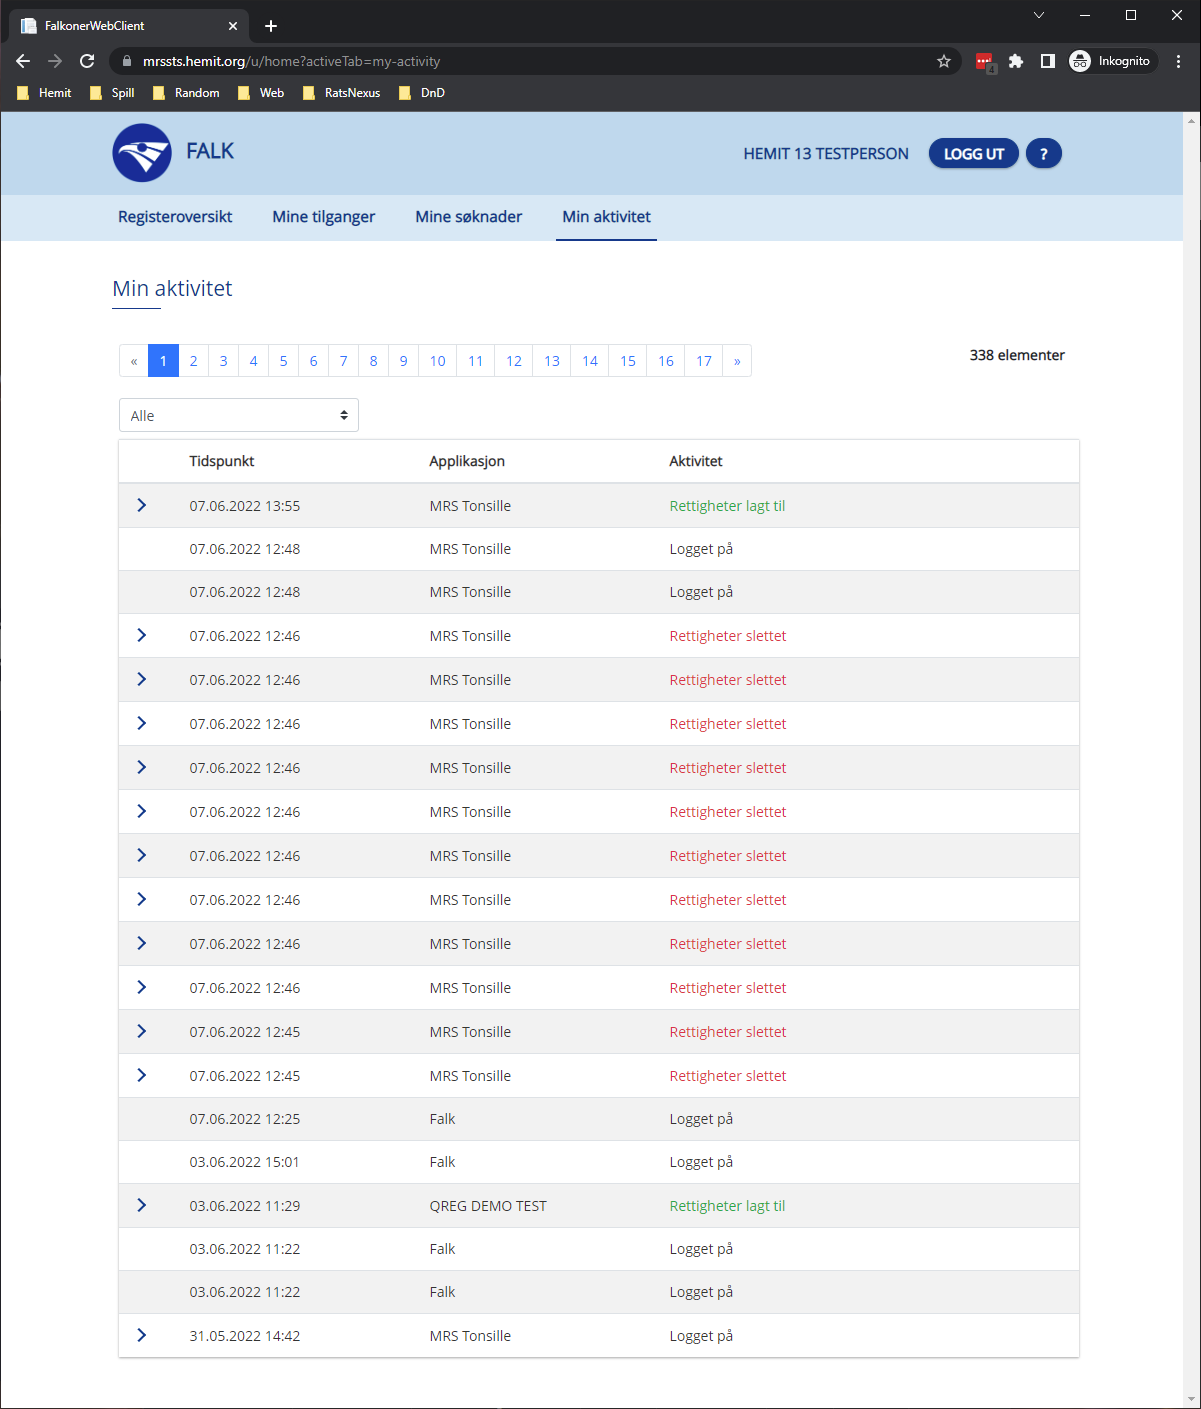 FalkonerWebClient
mrssts.hemit.org/u/home?activeTab=my-activity
4
Inkognito
Hemit Spill Random Web RatsNexus DnD
FALK
HEMIT 13 TESTPERSON LOGG UT ?
Registeroversikt Mine tilganger Mine søknader Min aktivitet
Min aktivitet
« 1 2 3 4 5 6 7 8 9 10 11 12 13 14 15 16 17 »
338 elementer
Alle
Tidspunkt Applikasjon Aktivitet
07.06.2022 13:55 MRS Tonsille Rettigheter lagt til
07.06.2022 12:48 MRS Tonsille Logget på
07.06.2022 12:48 MRS Tonsille Logget på
07.06.2022 12:46 MRS Tonsille Rettigheter slettet
07.06.2022 12:46 MRS Tonsille Rettigheter slettet
07.06.2022 12:46 MRS Tonsille Rettigheter slettet
07.06.2022 12:46 MRS Tonsille Rettigheter slettet
07.06.2022 12:46 MRS Tonsille Rettigheter slettet
07.06.2022 12:46 MRS Tonsille Rettigheter slettet
07.06.2022 12:46 MRS Tonsille Rettigheter slettet
07.06.2022 12:46 MRS Tonsille Rettigheter slettet
07.06.2022 12:46 MRS Tonsille Rettigheter slettet
07.06.2022 12:45 MRS Tonsille Rettigheter slettet
07.06.2022 12:45 MRS Tonsille Rettigheter slettet
07.06.2022 12:25 Falk Logget på
03.06.2022 15:01 Falk Logget på
03.06.2022 11:29 QREG DEMO TEST Rettigheter lagt til
03.06.2022 11:22 Falk Logget på
03.06.2022 11:22 Falk Logget på
31.05.2022 14:42 MRS Tonsille Logget på